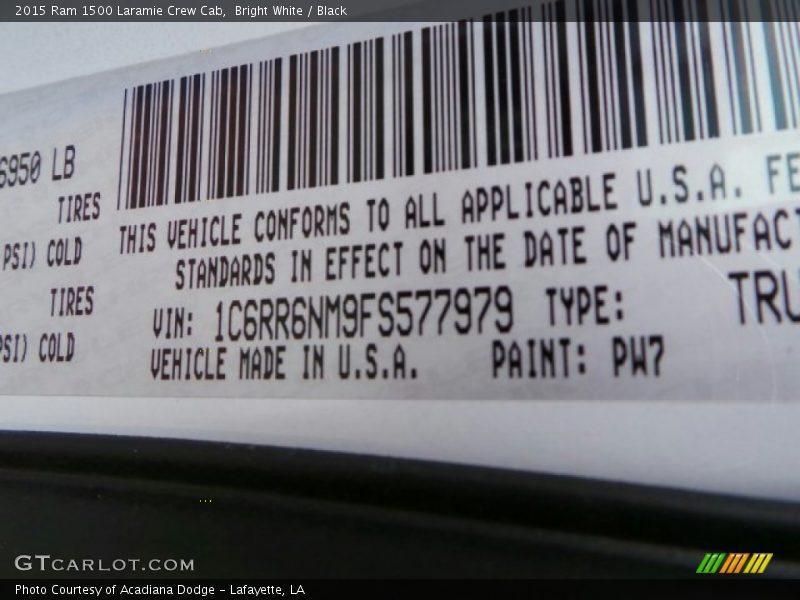 2015 Ram 1500 Laramie Crew Cab,  Bright White / Black
6950 LB
TIRES
PSI) COLD
TIRES
PSI) COLD
THIS VEHICLE CONFORMS TO ALL APPLICABLE U.S.A. FE
STANDARDS IN EFFECT ON THE DATE OF MANUFACT
VIN: 1C6RR6NM9FS577979 TYPE: TRU
VEHICLE MADE IN U.S.A. PAINT: PW7
GTCARLOT.COM
Photo Courtesy of Acadiana Dodge - Lafayette, LA